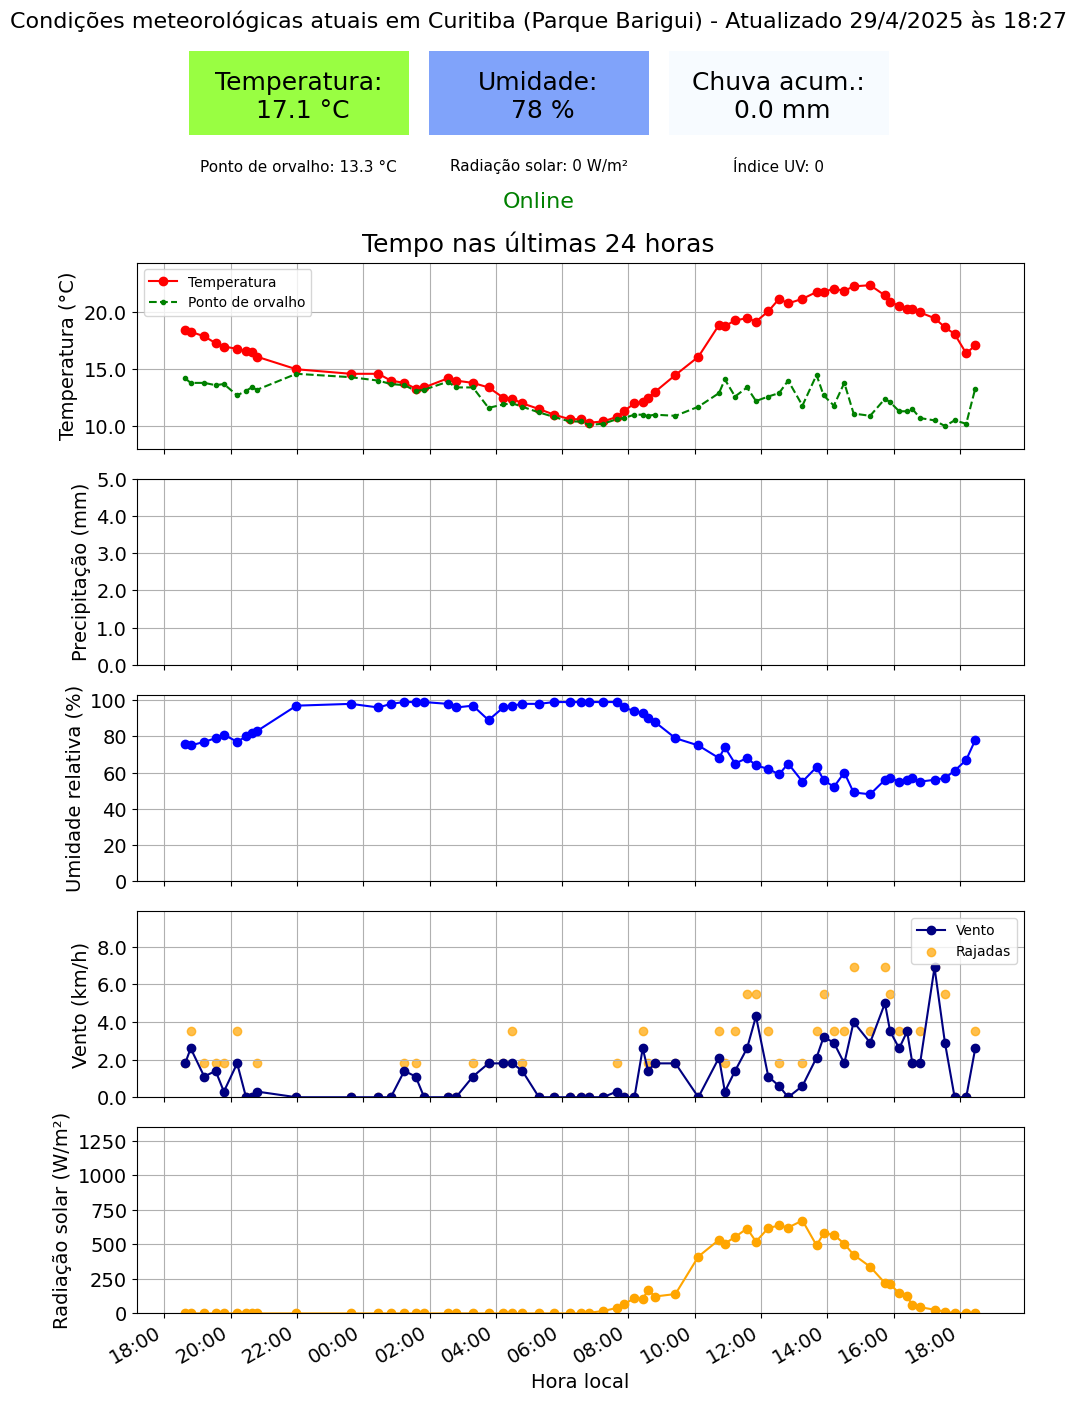 Condições meteorológicas atuais em Curitiba (Parque Barigui) - Atualizado 29/4/2025 às 18:27
Temperatura:
17.1 °C
Umidade:
78 %
Chuva acum.:
0.0 mm
Ponto de orvalho: 13.3 °C
Radiação solar: 0 W/m²
Índice UV: 0
Online
Tempo nas últimas 24 horas
Temperatura (°C)
20.0
15.0
10.0
Temperatura
Ponto de orvalho
Precipitação (mm)
5.0
4.0
3.0
2.0
1.0
0.0
Umidade relativa (%)
100
80
60
40
20
0
Vento (km/h)
8.0
6.0
4.0
2.0
0.0
Vento
Rajadas
Radiação solar (W/m²)
1250
1000
750
500
250
0
18:00
20:00
22:00
00:00
02:00
04:00
06:00
08:00
10:00
12:00
14:00
16:00
18:00
Hora local